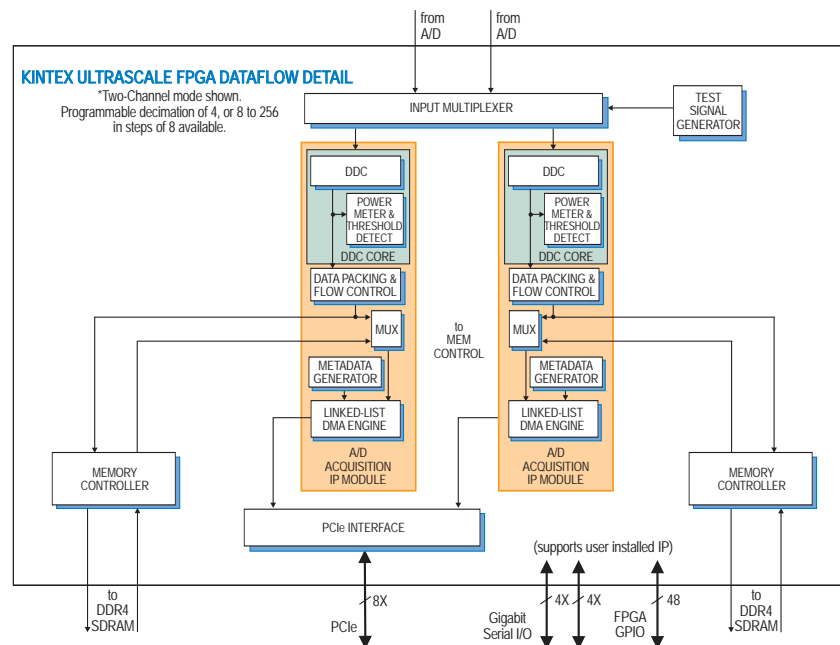 from
A/D
from
A/D
KINTEX ULTRASCALE FPGA DATAFLOW DETAIL
*Two-Channel mode shown.
Programmable decimation of 4, or 8 to 256
in steps of 8 available.
INPUT MULTIPLEXER
TEST
SIGNAL
GENERATOR
DDC
POWER
METER &
THRESHOLD
DETECT
DDC CORE
DATA PACKING &
FLOW CONTROL
MUX
METADATA
GENERATOR
LINKED-LIST
DMA ENGINE
A/D
ACQUISITION
IP MODULE
to
MEM
CONTROL
DDC
POWER
METER &
THRESHOLD
DETECT
DDC CORE
DATA PACKING &
FLOW CONTROL
MUX
METADATA
GENERATOR
LINKED-LIST
DMA ENGINE
A/D
ACQUISITION
IP MODULE
MEMORY
CONTROLLER
MEMORY
CONTROLLER
PCIe INTERFACE
(supports user installed IP)
to
DDR4
SDRAM
8X
PCIe
4X
4X
Gigabit
Serial I/O
48
FPGA
GPIO
to
DDR4
SDRAM